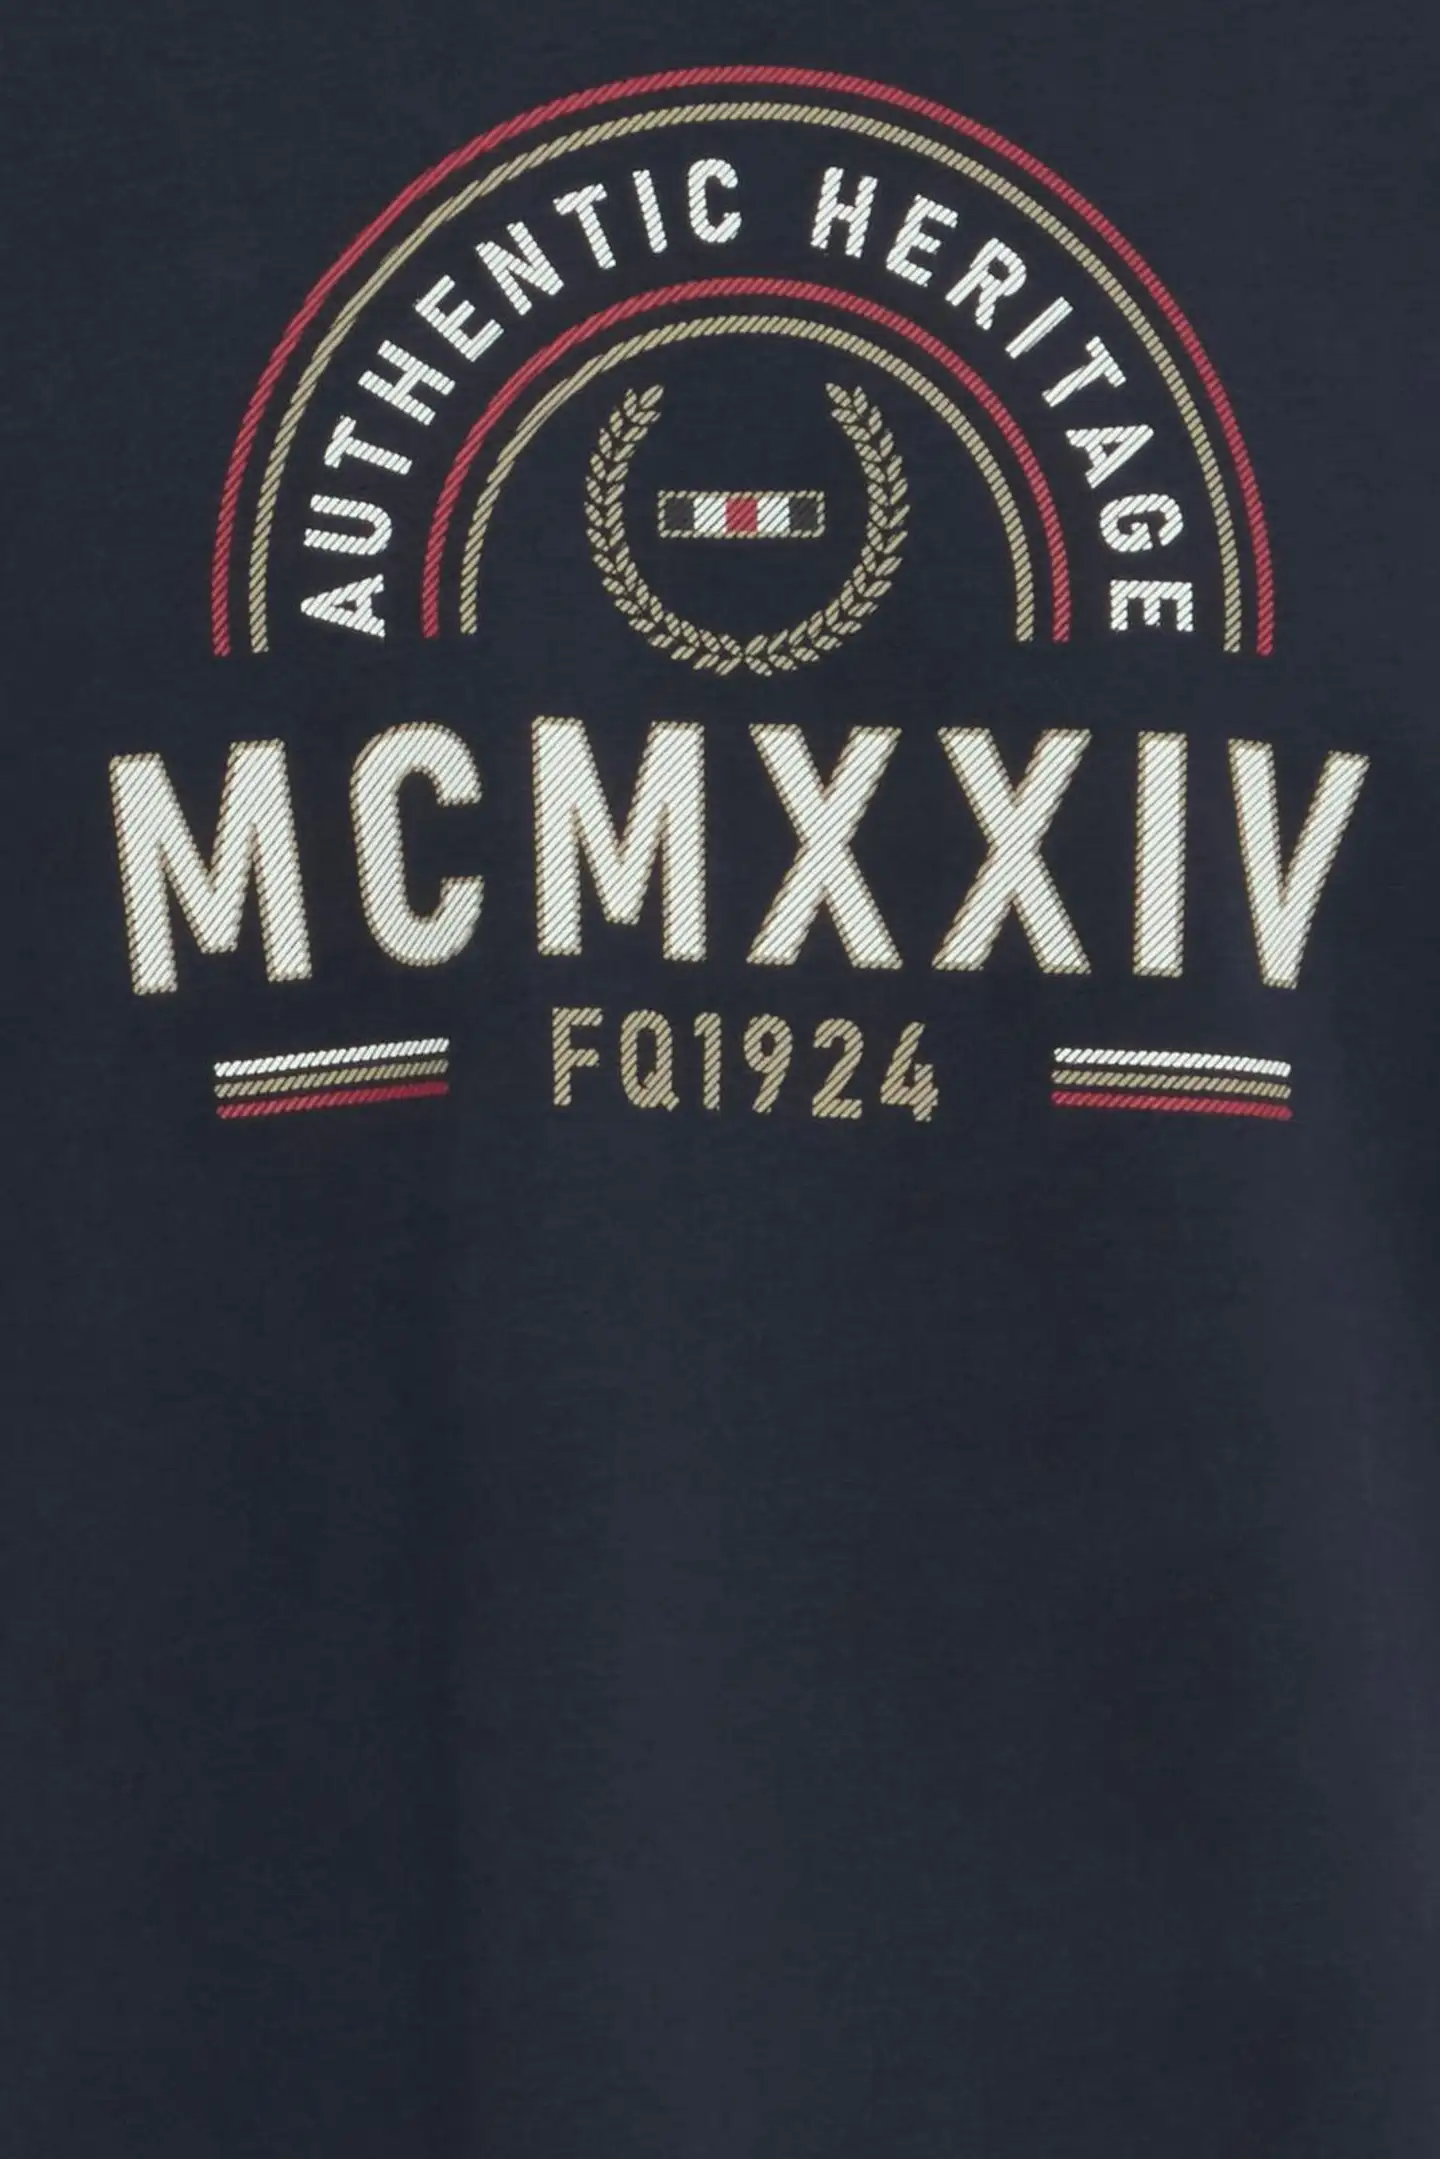 AUTHENTIC HERITAGE
MCMXXIV
FQ1924